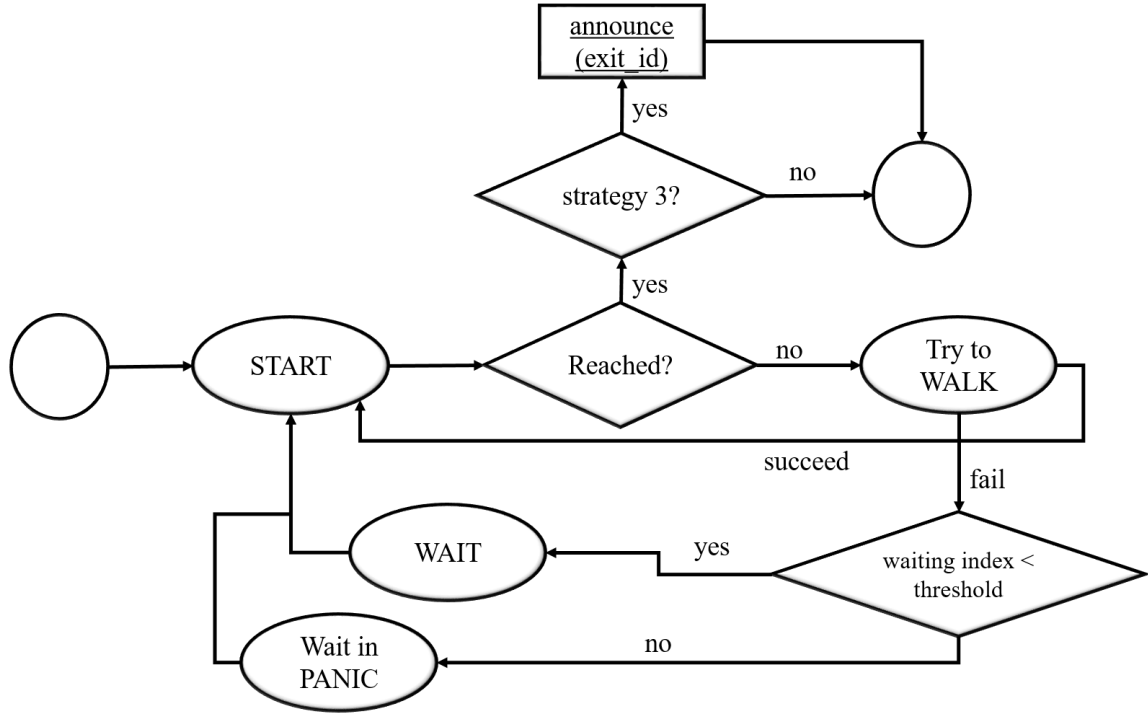 announce
(exit_id)
yes
strategy 3?
no
yes
START
Reached?
no
Try to
WALK
succeed
fail
WAIT
yes
waiting index <
threshold
Wait in
PANIC
no